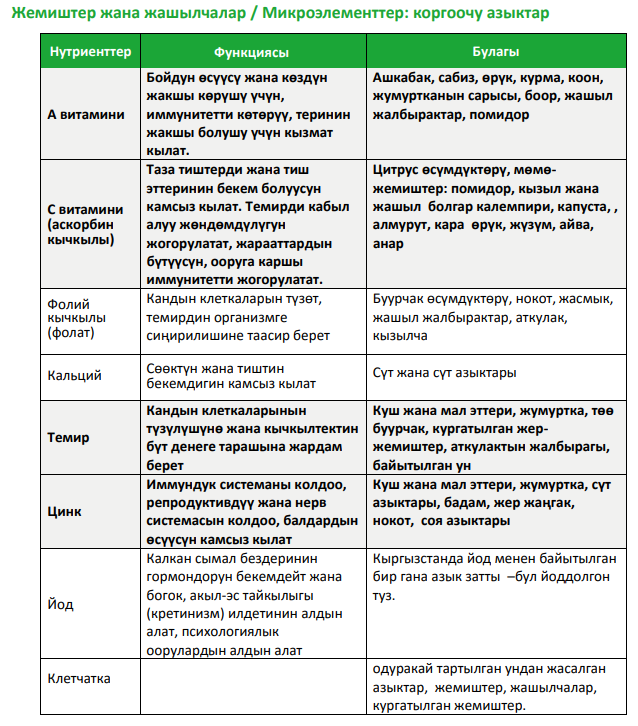 Жемиштер жана жашылчалар / Микроэлементтер: коргоочу азыктар
Нутриенттер
Функциясы
Булагы
А витамини
Бойдун өсүүсү жана көздүн
жакшы көрүшү үчүн,
иммунитетти көтөрүү, теринин
жакшы болушу үчүн кызмат
кылат.
Ашкабак, сабиз, өрүк, курма, коон,
жумуртканын сарысы, боор, жашыл
жалбырактар, помидор
С витамини
(аскорбин
кычкылы)
Таза тиштерди жана тиш
эттеринин бекем болуусун
камсыз кылат. Темирди кабыл
алуу жөндөмдүлүгүн
жогорулатат, жарааттардын
бүтүүсүн, ооруга каршы
иммунитетти жогорулатат.
Цитрус өсүмдүктөрү, мөмө-
жемиштер: помидор, кызыл жана
жашыл болгар калемпири, капуста, ,
алмурут, кара өрүк, жүзүм, айва,
анар
Фолий
кычкылы
(фолат)
Кандын клеткаларын түзөт,
темирдин организмге
сиңирилишине таасир берет
Буурчак өсүмдүктөрү, нокот, жасмык,
жашыл жалбырактар, аткулак,
кызылча
Кальций
Сөөктүн жана тиштин
бекемдигин камсыз кылат
Сүт жана сүт азыктары
Темир
Кандын клеткаларынын
түзүлүшүнө жана кычкылтектин
бүт денеге тарашына жардам
берет
Куш жана мал эттери, жумуртка, төө
буурчак, кургатылган жер-
жемиштер, аткулактын жалбырагы,
байытылган ун
Цинк
Иммундук системаны колдоо,
репродуктивдүү жана нерв
системасын колдоо, балдардын
өсүүсүн камсыз кылат
Куш жана мал эттери, жумуртка, сүт
азыктары, бадам, жер жаңгак,
нокот, соя азыктары
Йод
Калкан сымал бездеринин
гормондорун бекемдейт жана
богок, акыл-эс тайкылыгы
(кретинизм) илдетинин алдын
алат, психологиялык
оорулардын алдын алат
Кыргызстанда йод менен байытылган
бир гана азык затты –бул йоддолгон
туз.
Клетчатка
одуракай тартылган ундан жасалган
азыктар, жемиштер, жашылчалар,
кургатылган жемиштер.